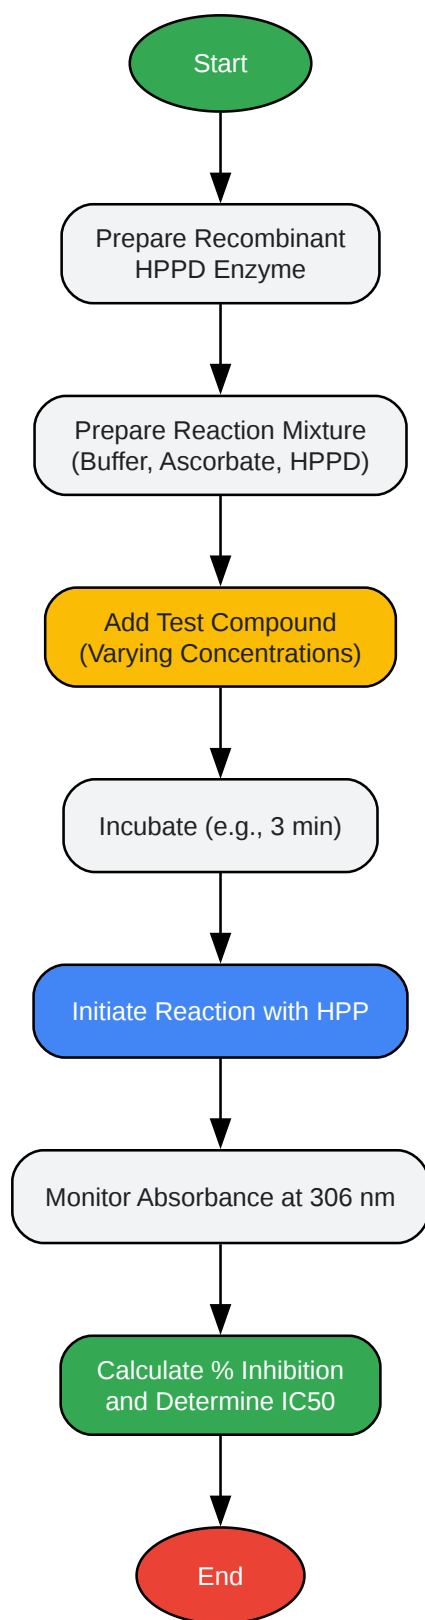 Start
Prepare Recombinant
HPPD Enzyme
Prepare Reaction Mixture
(Buffer, Ascorbate, HPPD)
Add Test Compound
(Varying Concentrations)
Incubate (e.g., 3 min)
Initiate Reaction with HPP
Monitor Absorbance at 306 nm
Calculate % Inhibition
and Determine IC50
End